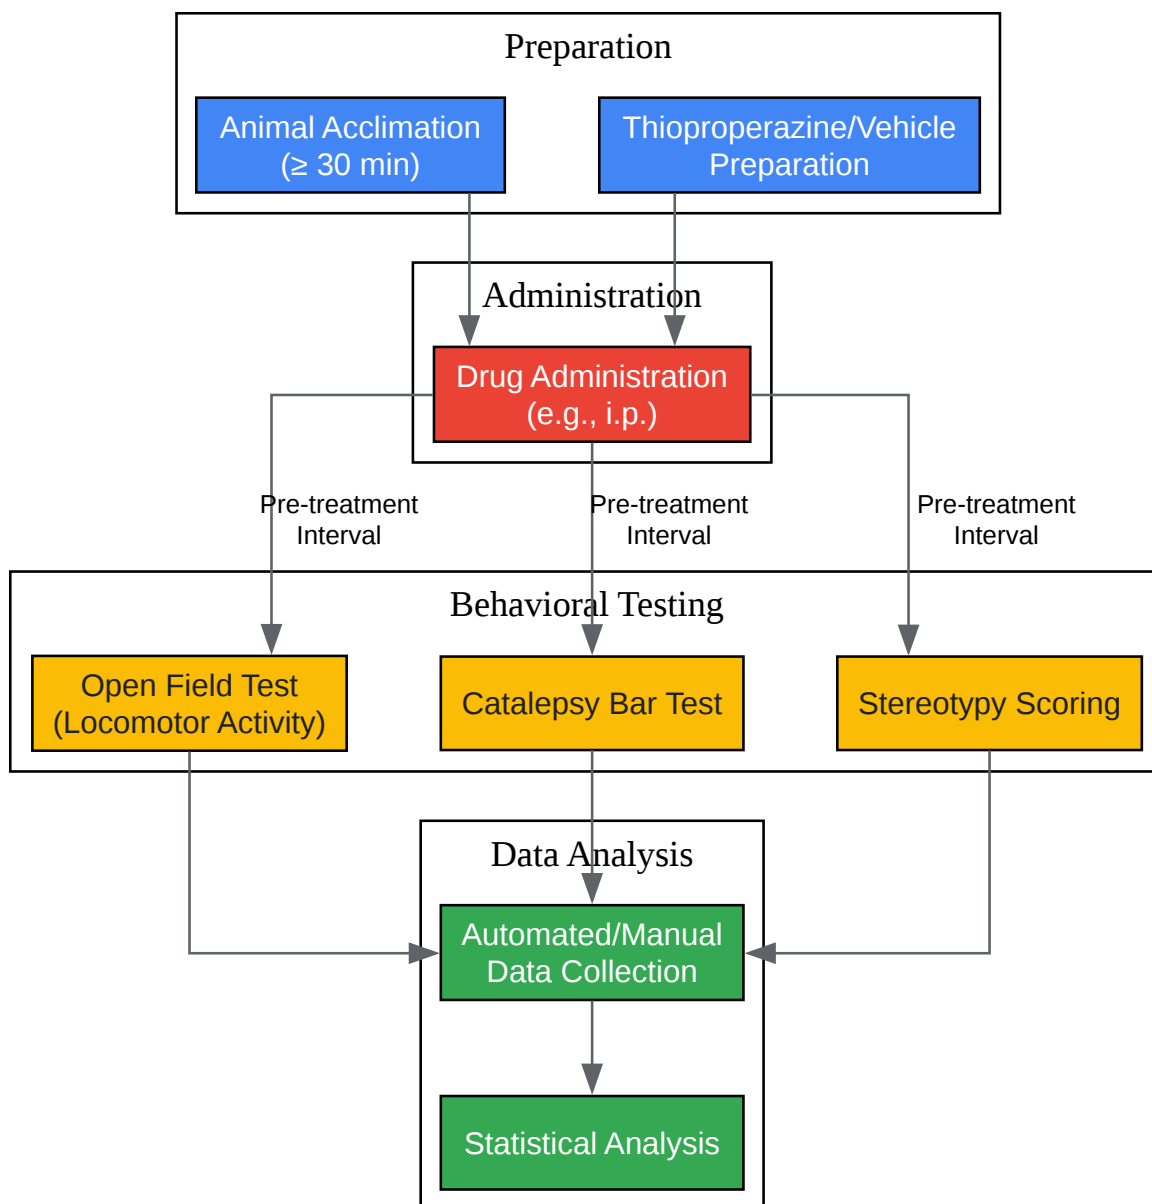 Preparation
Animal Acclimation
(≥ 30 min)
Thioproperazine/Vehicle
Preparation
Administration
Drug Administration
(e.g., i.p.)
Pre-treatment
Interval
Pre-treatment
Interval
Pre-treatment
Interval
Behavioral Testing
Open Field Test
(Locomotor Activity)
Catalepsy Bar Test
Stereotypy Scoring
Data Analysis
Automated/Manual
Data Collection
Statistical Analysis